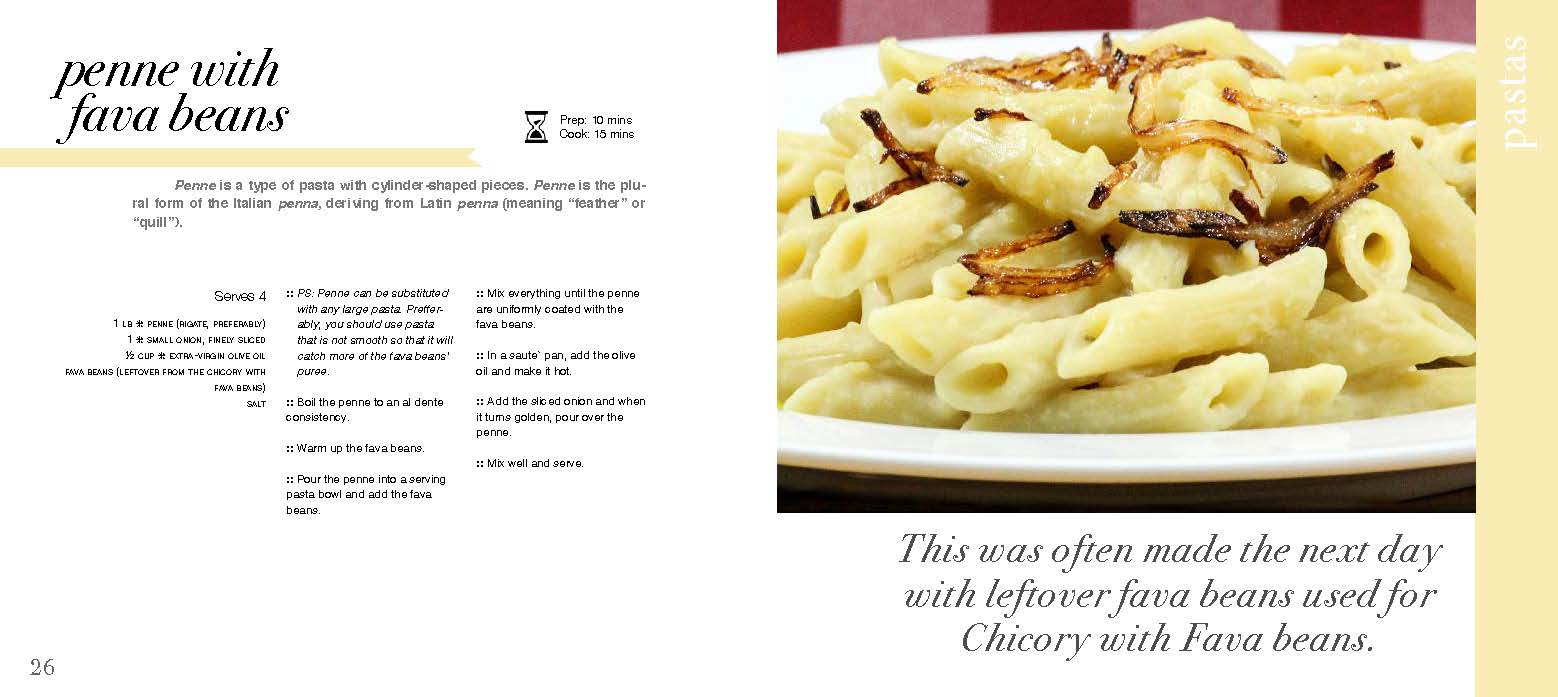 penne with
fava beans
Prep: 10 mins
Cook: 15 mins
Penne is a type of pasta with cylinder-shaped pieces. Penne is the plu-
ral form of the Italian penna, deriving from Latin penna (meaning “feather” or
“quill”).
Serves 4
1 LB * PENNE (RIGATE, PREFERABLY)
1 * SMALL ONION, FINELY SLICED
½ CUP * EXTRA-VIRGIN OLIVE OIL
FAVA BEANS (LEFTOVER FROM THE CHICORY WITH
FAVA BEANS)
SALT
:: PS: Penne can be substituted
with any large pasta. Preffer-
ably, you should use pasta
that is not smooth so that it will
catch more of the fava beans'
puree.
:: Boil the penne to an al dente
consistency.
:: Warm up the fava beans.
:: Pour the penne into a serving
pasta bowl and add the fava
beans.
:: Mix everything until the penne
are uniformly coated with the
fava beans.
:: In a saute` pan, add the olive
oil and make it hot.
:: Add the sliced onion and when
it turns golden, pour over the
penne.
:: Mix well and serve.
26
pastas
This was often made the next day
with leftover fava beans used for
Chicory with Fava beans.